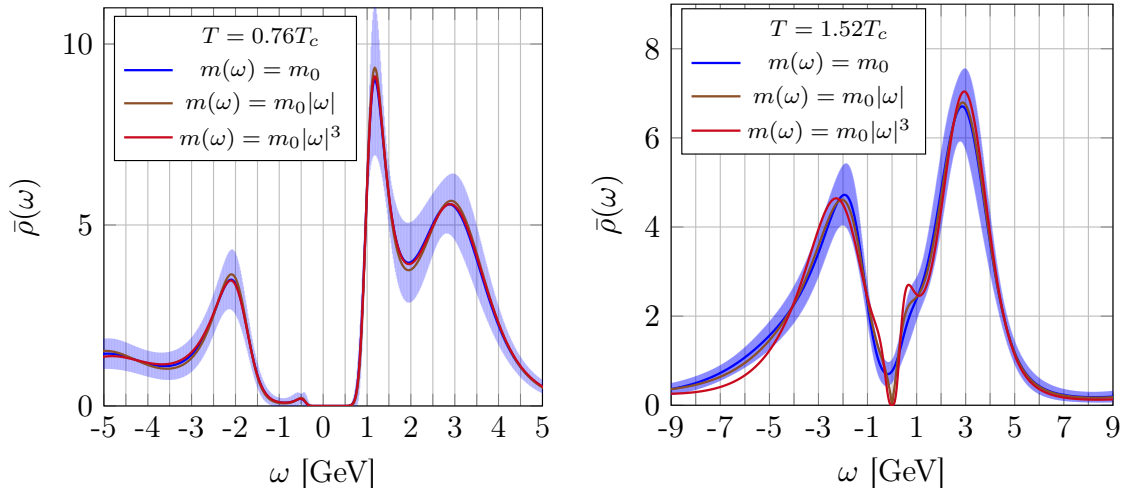 T = 0.76T_c
m(ω) = m_0
m(ω) = m_0|ω|
m(ω) = m_0|ω|^3
10
5
0
ρ̄(ω)
-5 -4 -3 -2 -1 0 1 2 3 4 5
ω [GeV]
T = 1.52T_c
m(ω) = m_0
m(ω) = m_0|ω|
m(ω) = m_0|ω|^3
8
6
4
2
0
ρ̄(ω)
-9 -7 -5 -3 -1 1 3 5 7 9
ω [GeV]